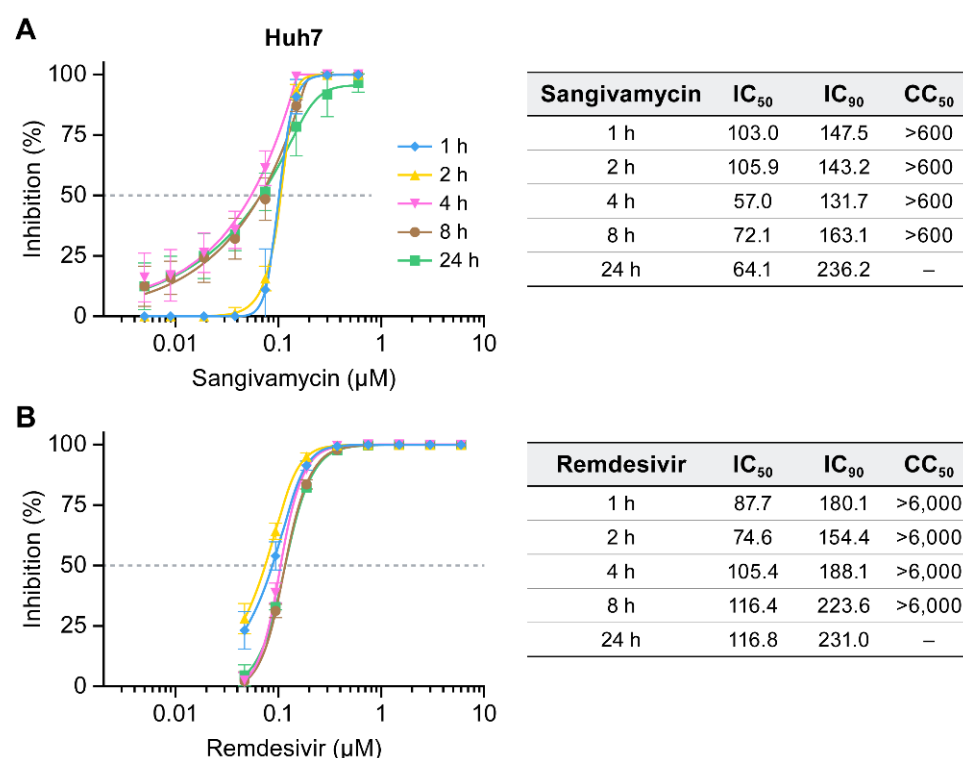 A
Huh7
100
75
50
25
0
Inhibition (%)
0.01 0.1 1 10
Sangivamycin (µM)
1 h
2 h
4 h
8 h
24 h
Sangivamycin IC50 IC90 CC50
1 h 103.0 147.5 >600
2 h 105.9 143.2 >600
4 h 57.0 131.7 >600
8 h 72.1 163.1 >600
24 h 64.1 236.2 –
B
100
75
50
25
0
Inhibition (%)
0.01 0.1 1 10
Remdesivir (µM)
Remdesivir IC50 IC90 CC50
1 h 87.7 180.1 >6,000
2 h 74.6 154.4 >6,000
4 h 105.4 188.1 >6,000
8 h 116.4 223.6 >6,000
24 h 116.8 231.0 –